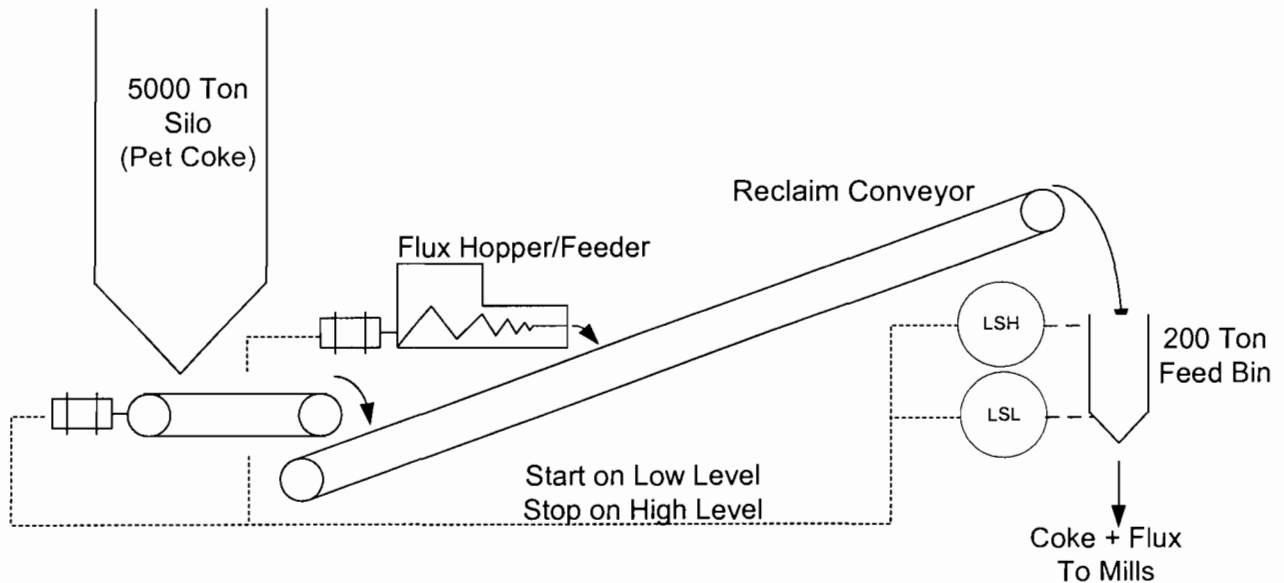 5000 Ton
Silo
(Pet Coke)
Reclaim Conveyor
Flux Hopper/Feeder
LSH
200 Ton
Feed Bin
LSL
Start on Low Level
Stop on High Level
Coke + Flux
To Mills